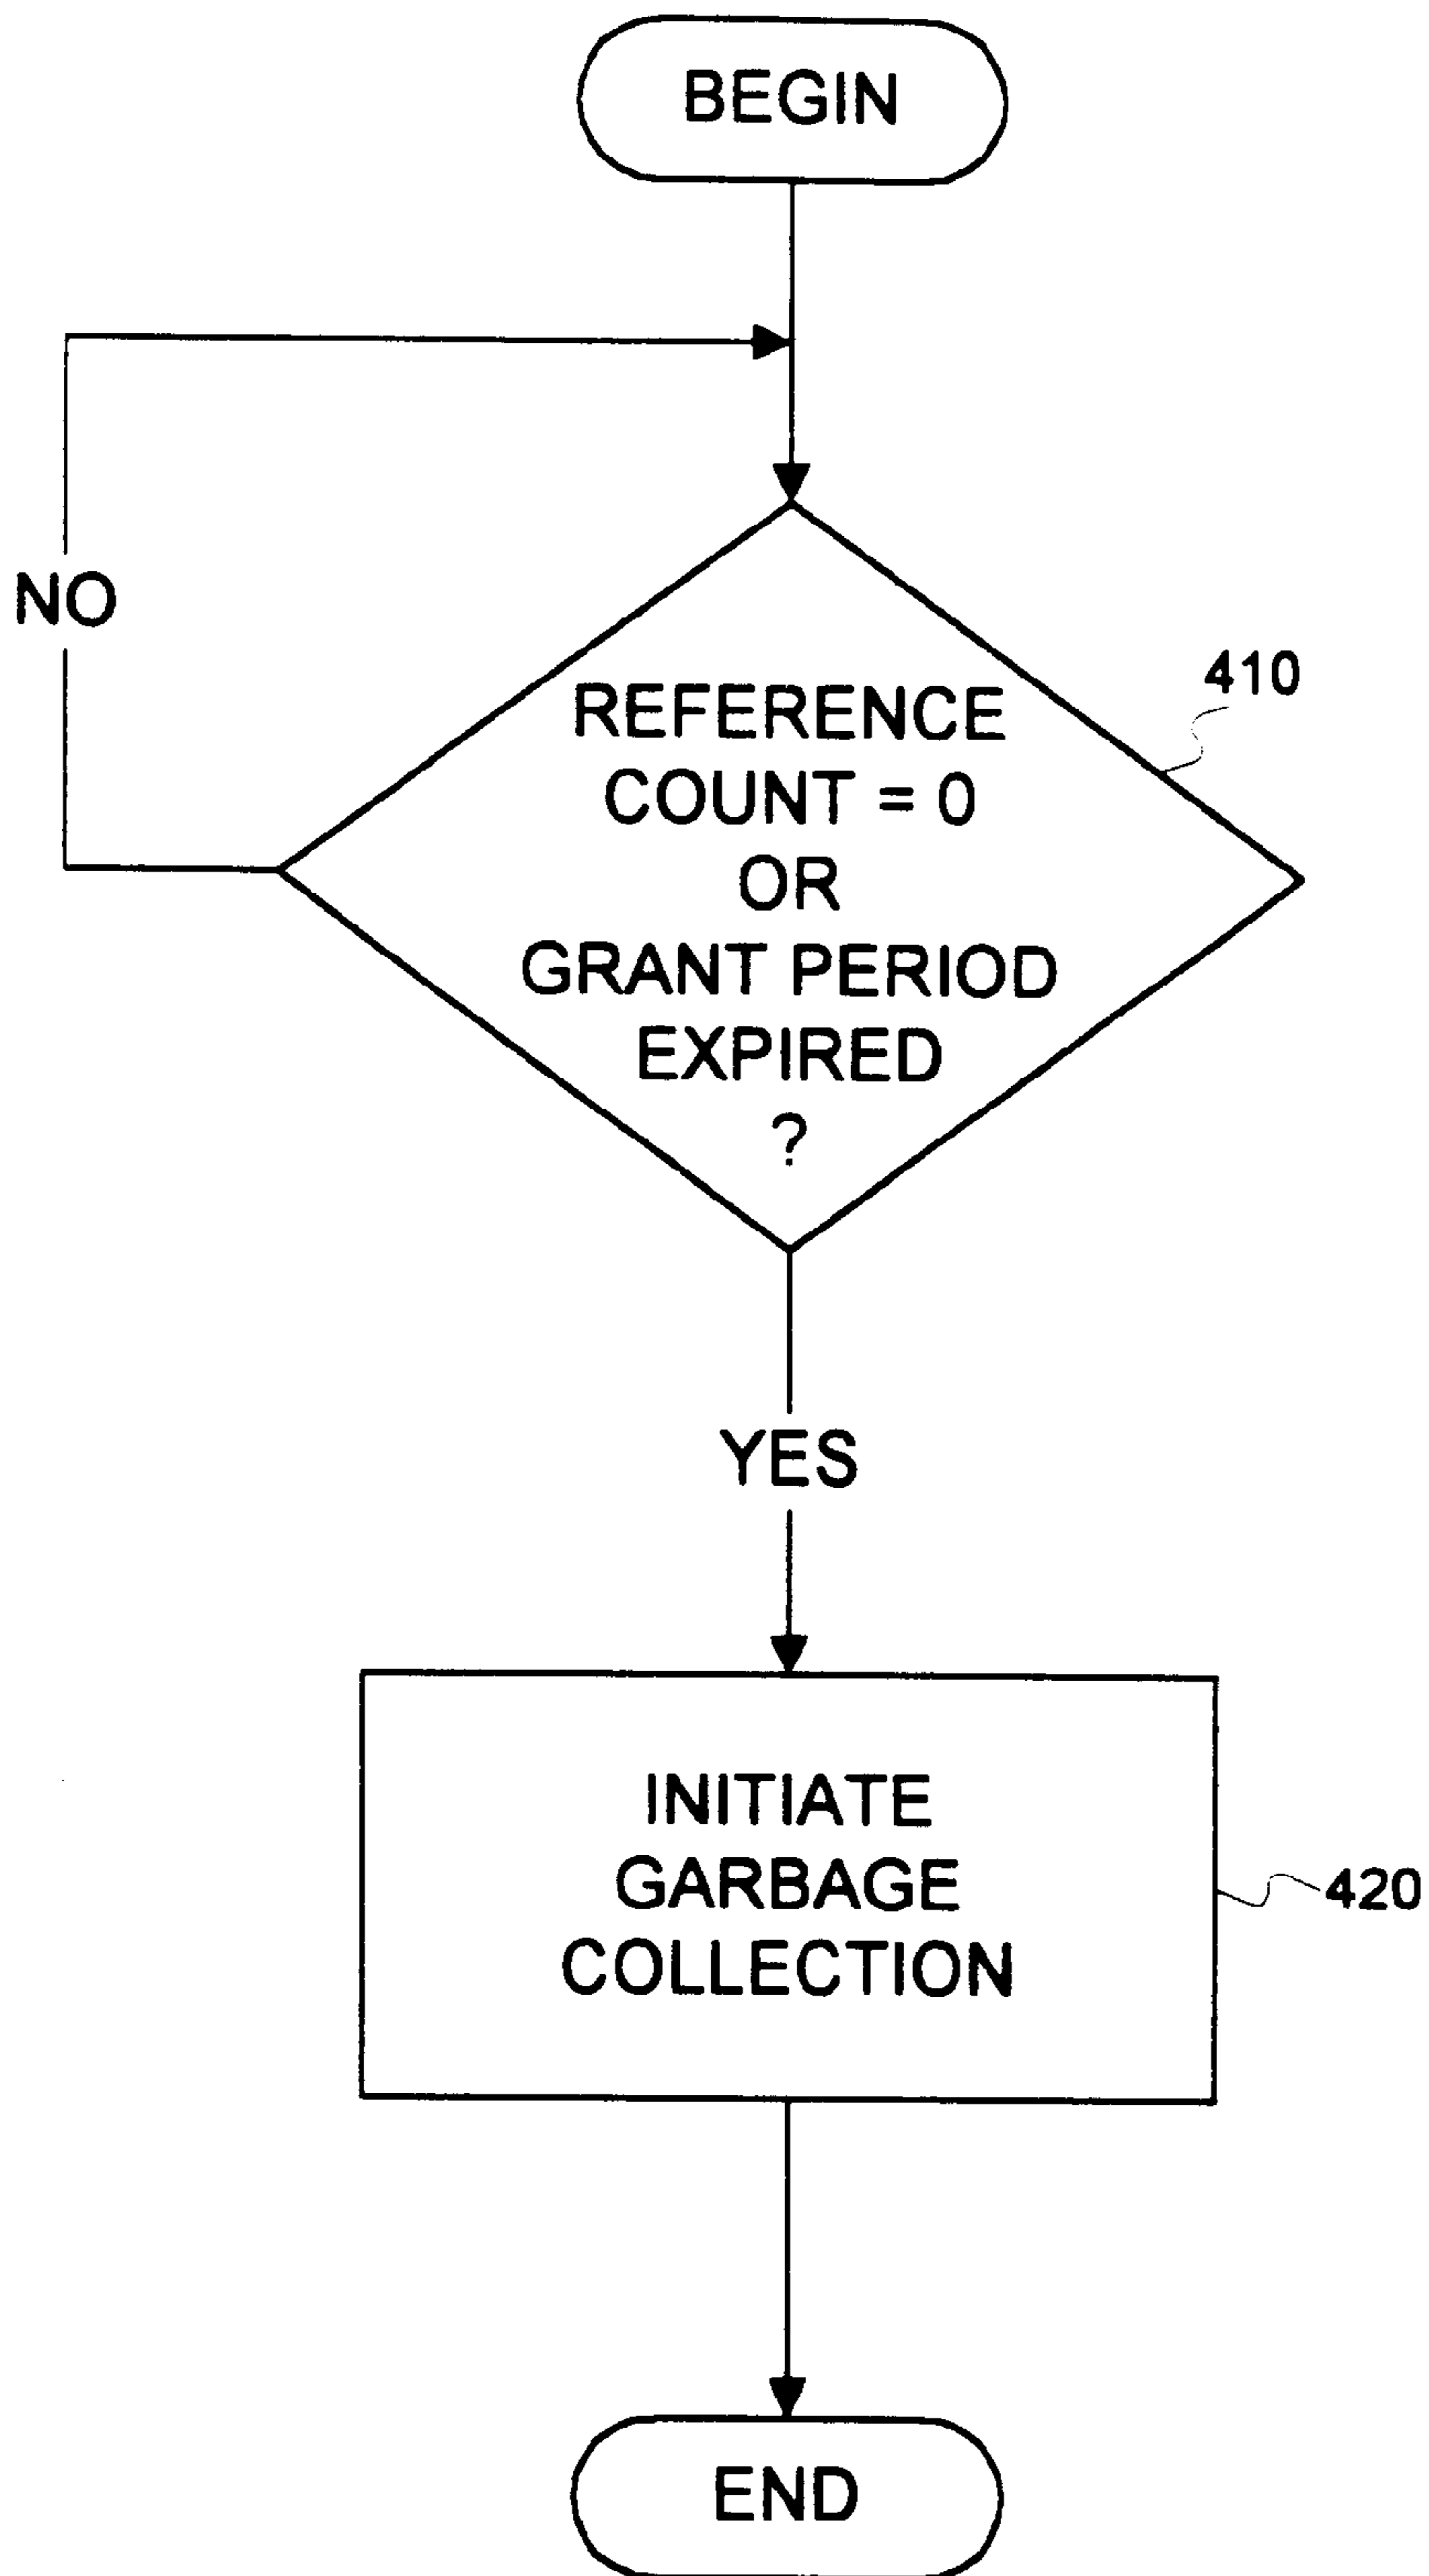 BEGIN
NO
REFERENCE
COUNT = 0
OR
GRANT PERIOD
EXPIRED
?
410
YES
INITIATE
GARBAGE
COLLECTION
420
END